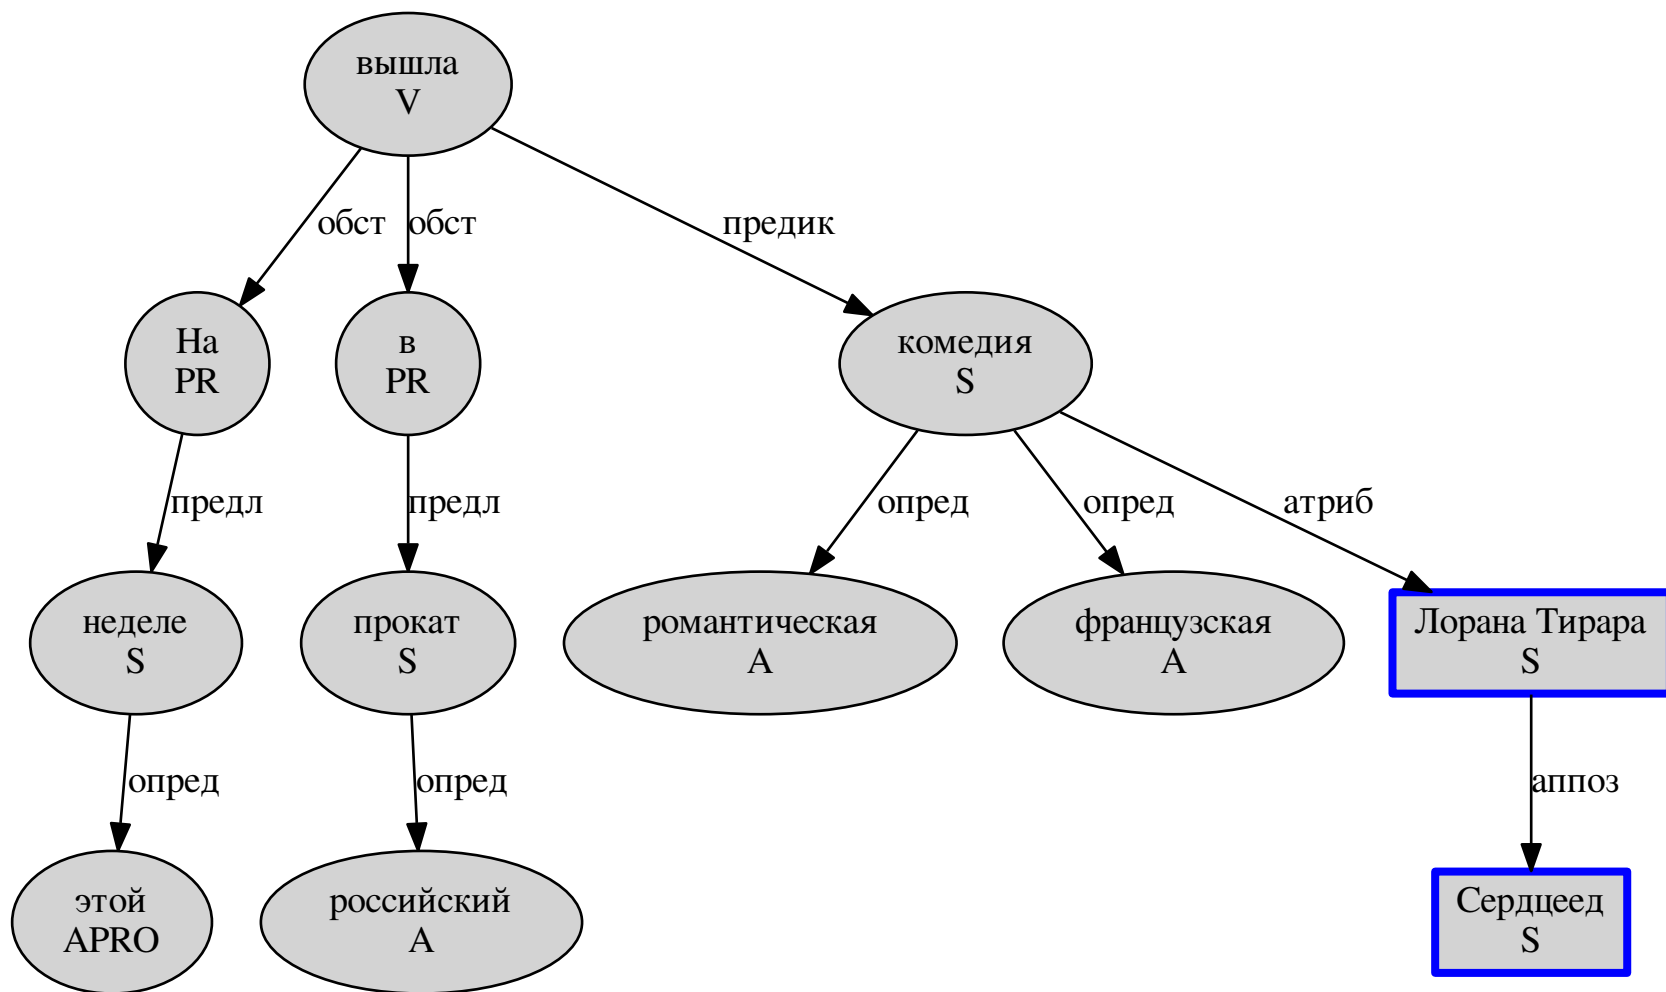 вышла
V
обст
обст
предик
На
PR
в
PR
комедия
S
предл
предл
опред
опред
атриб
неделе
S
прокат
S
романтическая
A
французская
A
Лорана Тирара
S
опред
опред
аппоз
этой
APRO
российский
A
Сердцеед
S